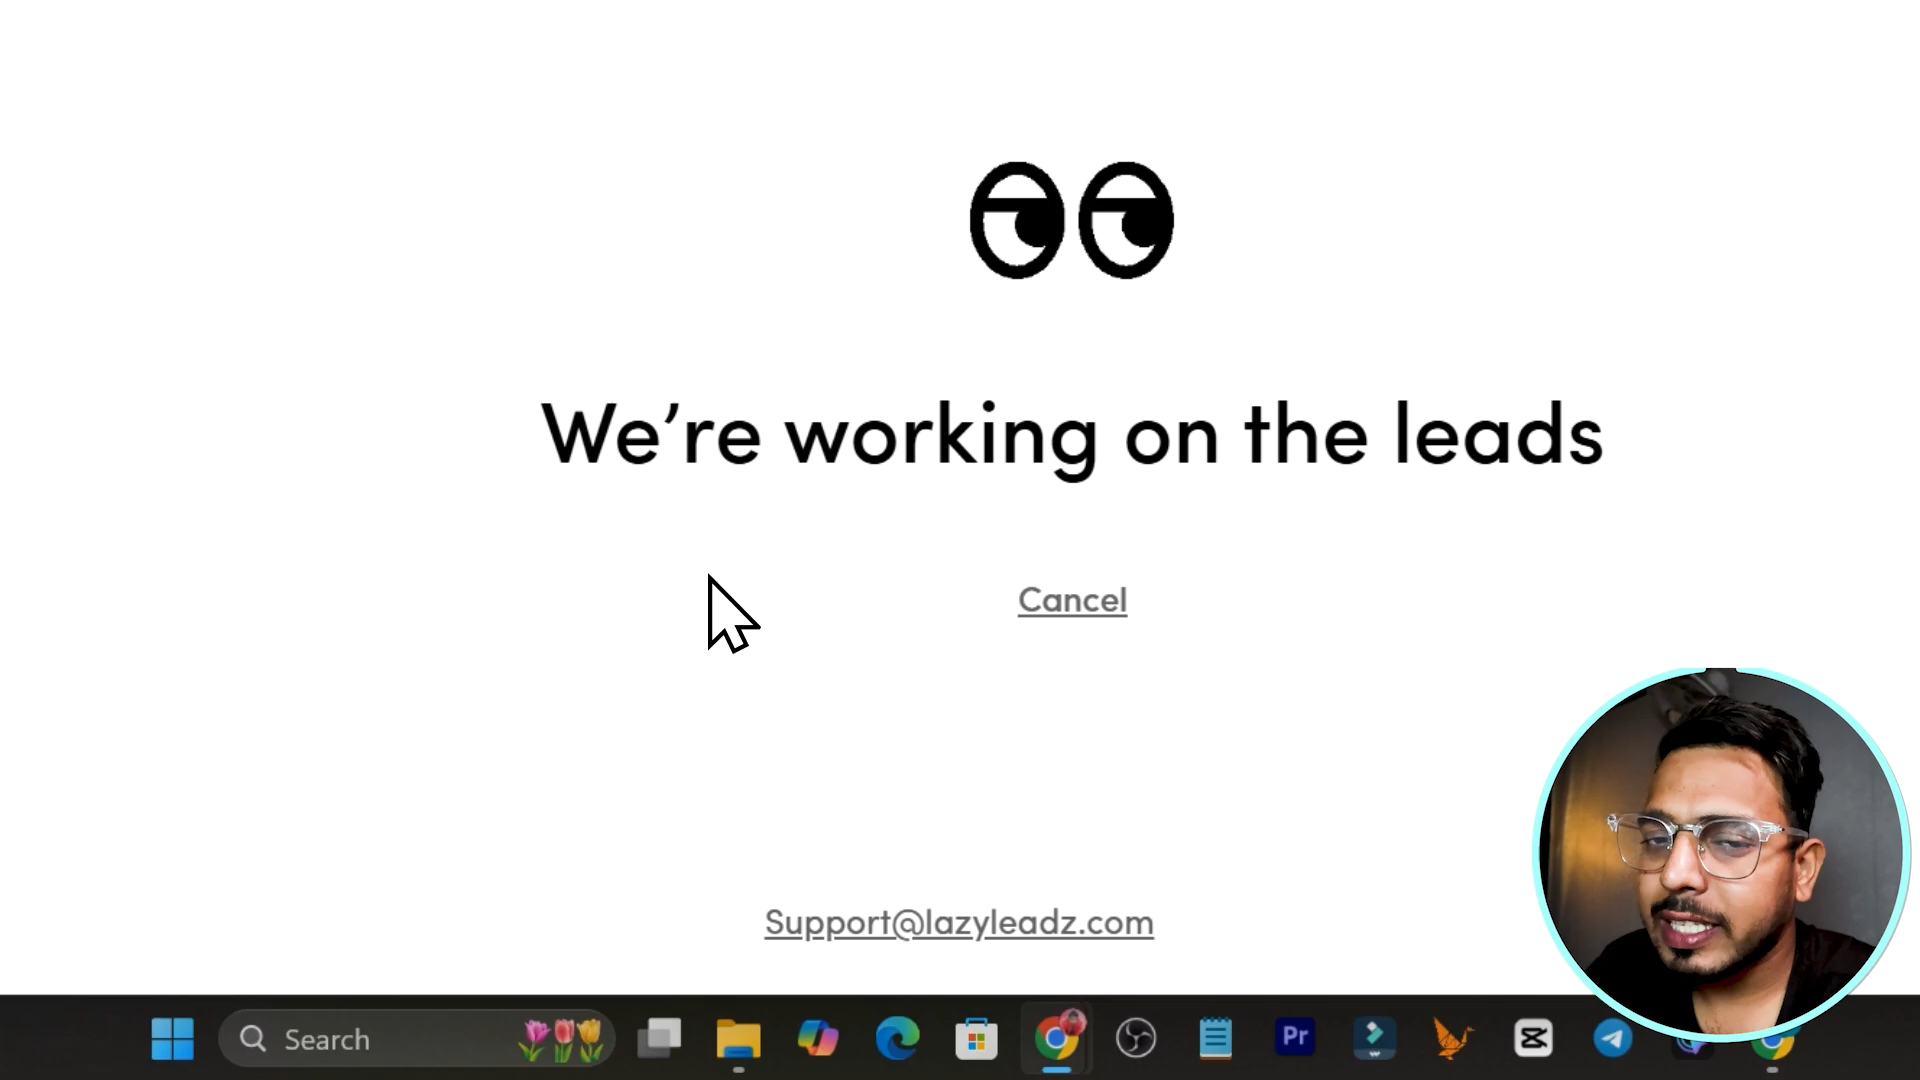 We're working on the leads
Cancel
Support@lazyleadz.com
Search
Pr